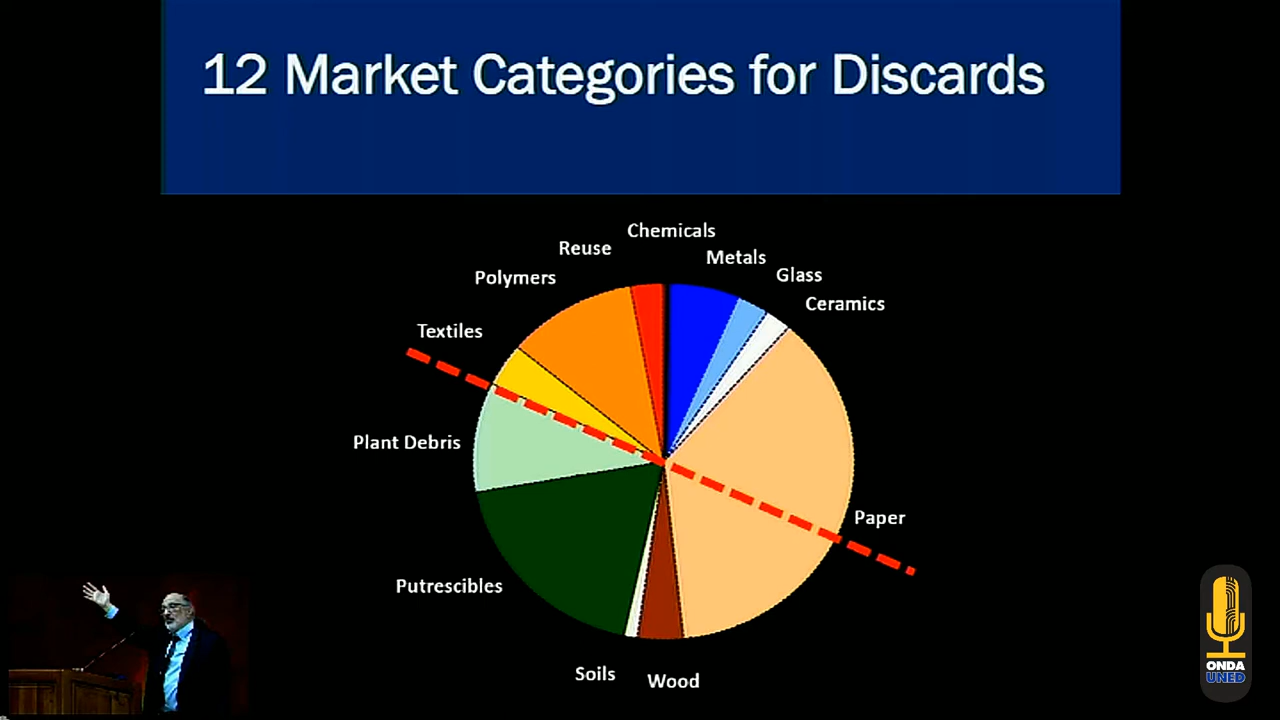 12 Market Categories for Discards
Chemicals
Reuse
Metals
Glass
Polymers
Ceramics
Textiles
Plant Debris
Paper
Putrescibles
Soils
Wood
ONDA
UNED